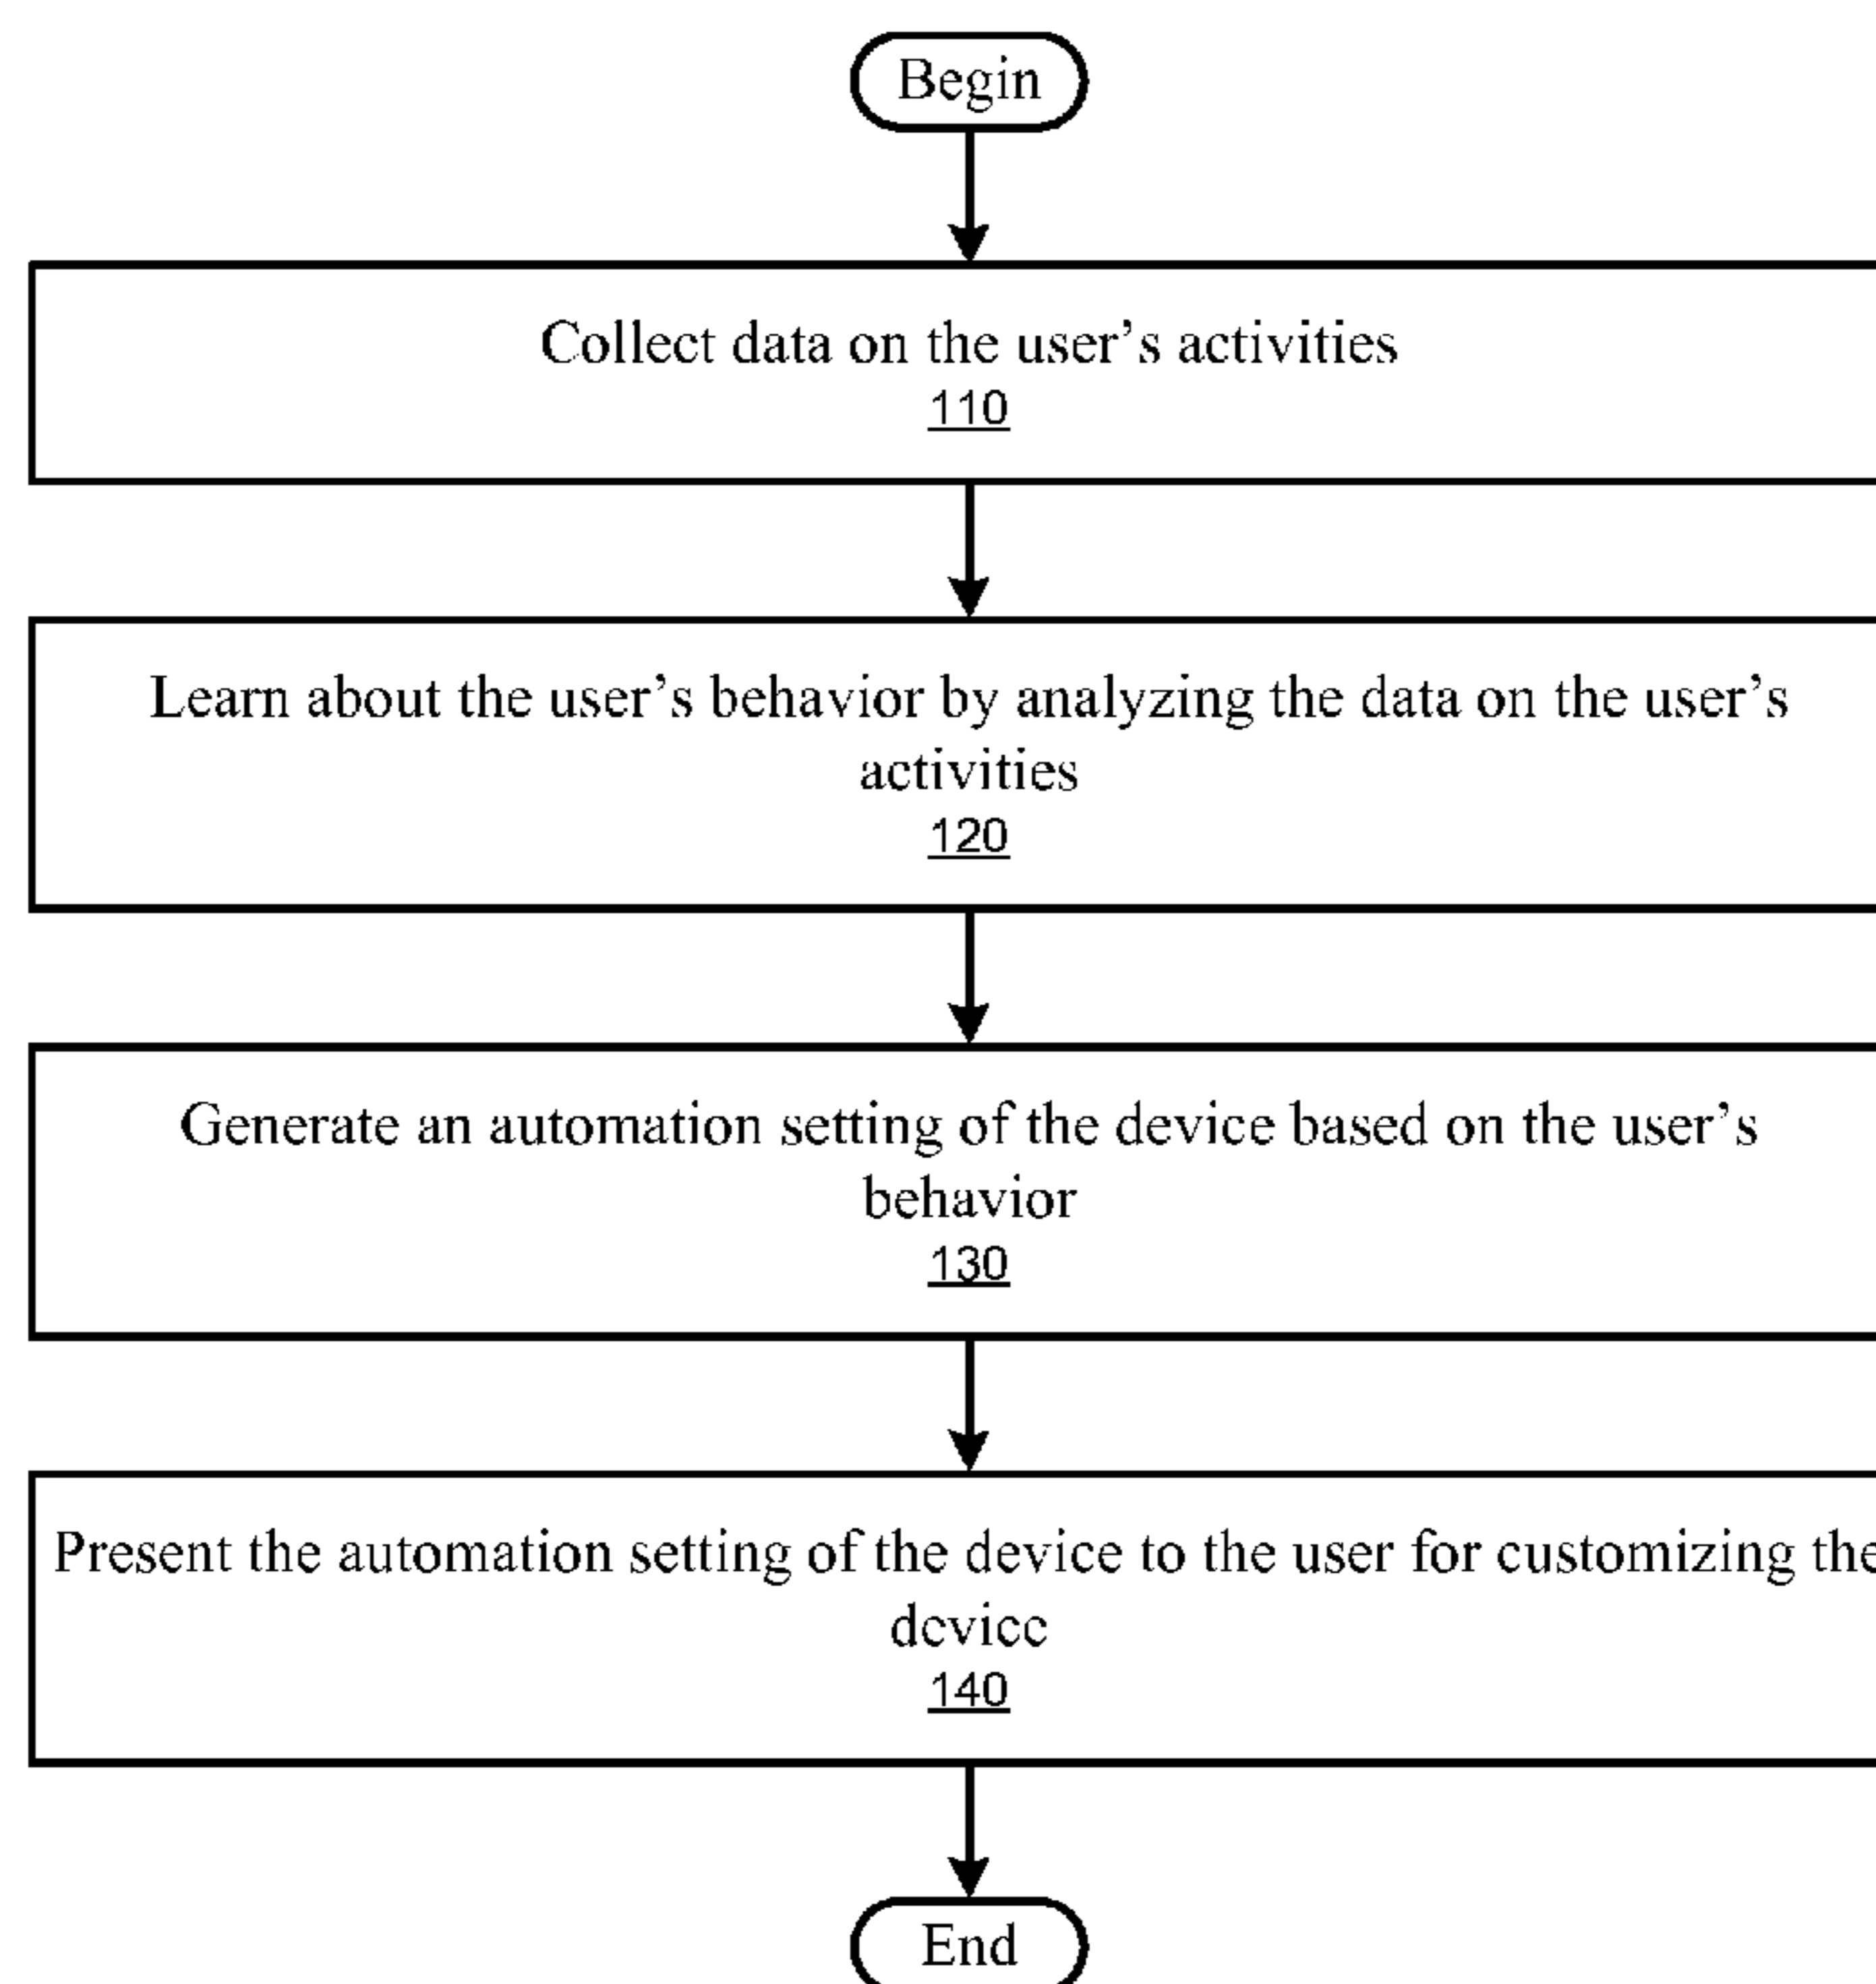 Begin
Collect data on the user’s activities
110
Learn about the user’s behavior by analyzing the data on the user’s
activities
120
Generate an automation setting of the device based on the user’s
behavior
130
Present the automation setting of the device to the user for customizing the
device
140
End